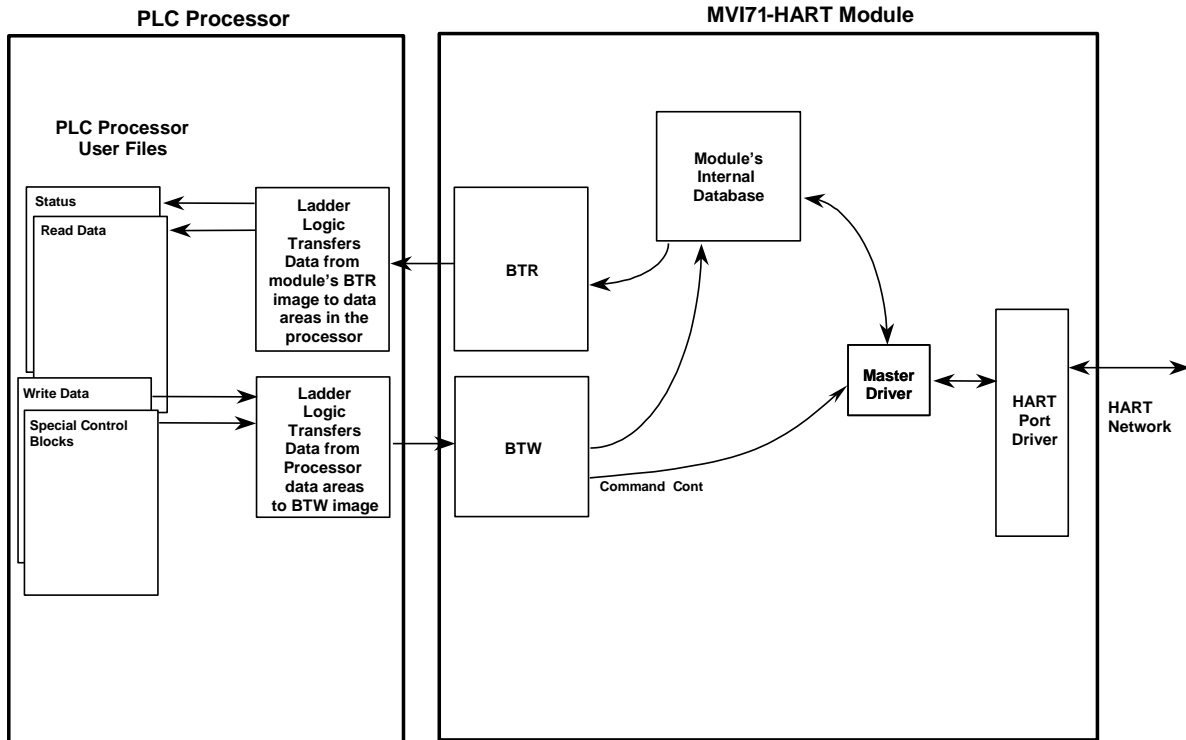 PLC Processor
MVI71-HART Module
PLC Processor
User Files
Status
Read Data
Write Data
Special Control
Blocks
Ladder
Logic
Transfers
Data from
module's BTR
image to data
areas in the
processor
Ladder
Logic
Transfers
Data from
Processor
data areas
to BTW image
BTR
BTW
Module's
Internal
Database
Command Cont
Master
Driver
HART
Port
Driver
HART
Network